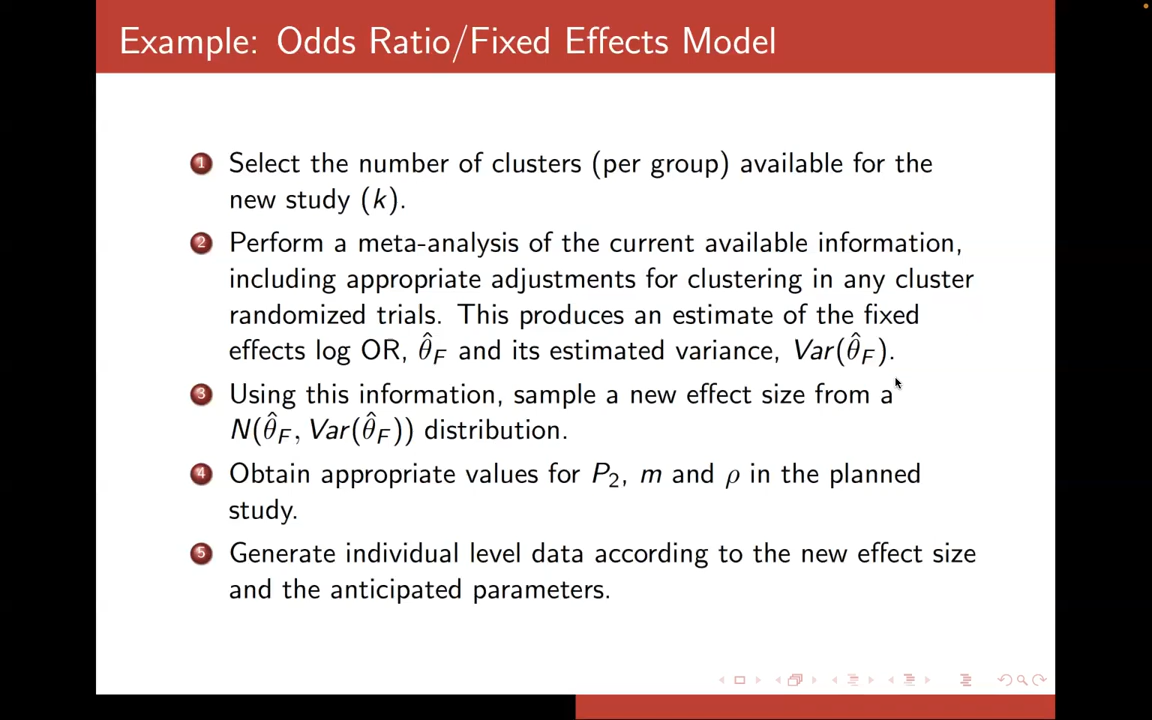 Example: Odds Ratio/Fixed Effects Model
1 Select the number of clusters (per group) available for the
new study (k).
2 Perform a meta-analysis of the current available information,
including appropriate adjustments for clustering in any cluster
randomized trials. This produces an estimate of the fixed
effects log OR, θ̂_F and its estimated variance, Var(θ̂_F).
3 Using this information, sample a new effect size from a
N(θ̂_F, Var(θ̂_F)) distribution.
4 Obtain appropriate values for P₂, m and ρ in the planned
study.
5 Generate individual level data according to the new effect size
and the anticipated parameters.